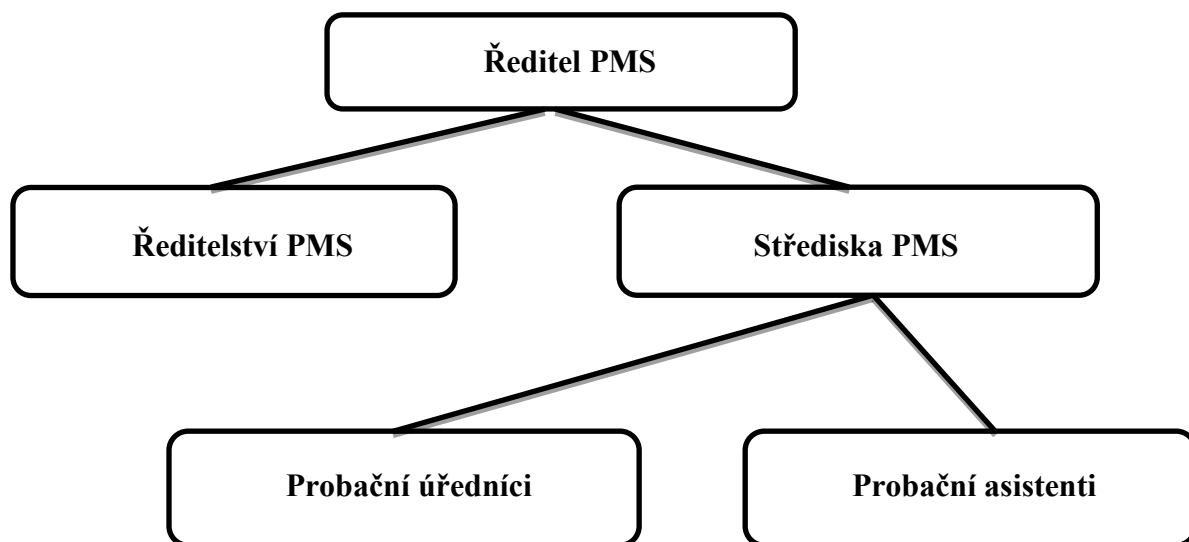 Ředitel PMS
Ředitelství PMS
Střediska PMS
Probační úředníci
Probační asistenti